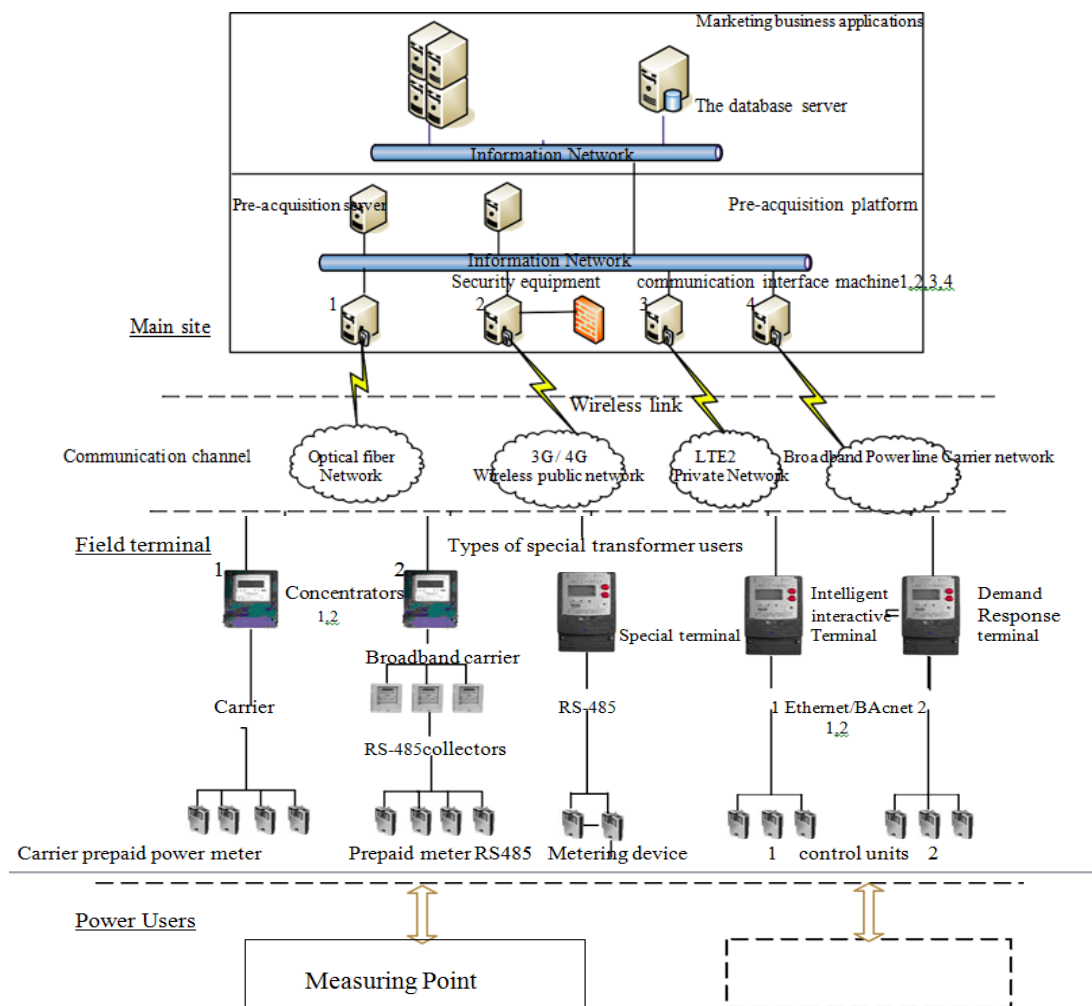 Marketing business applications
The database server
Information Network
Pre-acquisition server
Pre-acquisition platform
Information Network
Security equipment
communication interface machine1,2,3,4
1
2
3
4
Main site
Wireless link
Communication channel
Optical fiber
Network
3G / 4G
Wireless public network
LTE2
Private Network
Broadband Powerline Carrier network
Field terminal
Types of special transformer users
1
Concentrators
1,2
2
Special terminal
Intelligent
interactive
Terminal
=
Demand
Response
terminal
Broadband carrier
Carrier
RS-485
1 Ethernet/BAcnet 2
1,2
RS-485collectors
Carrier prepaid power meter
Prepaid meter RS485
Metering device
1 control units 2
Power Users
Measuring Point